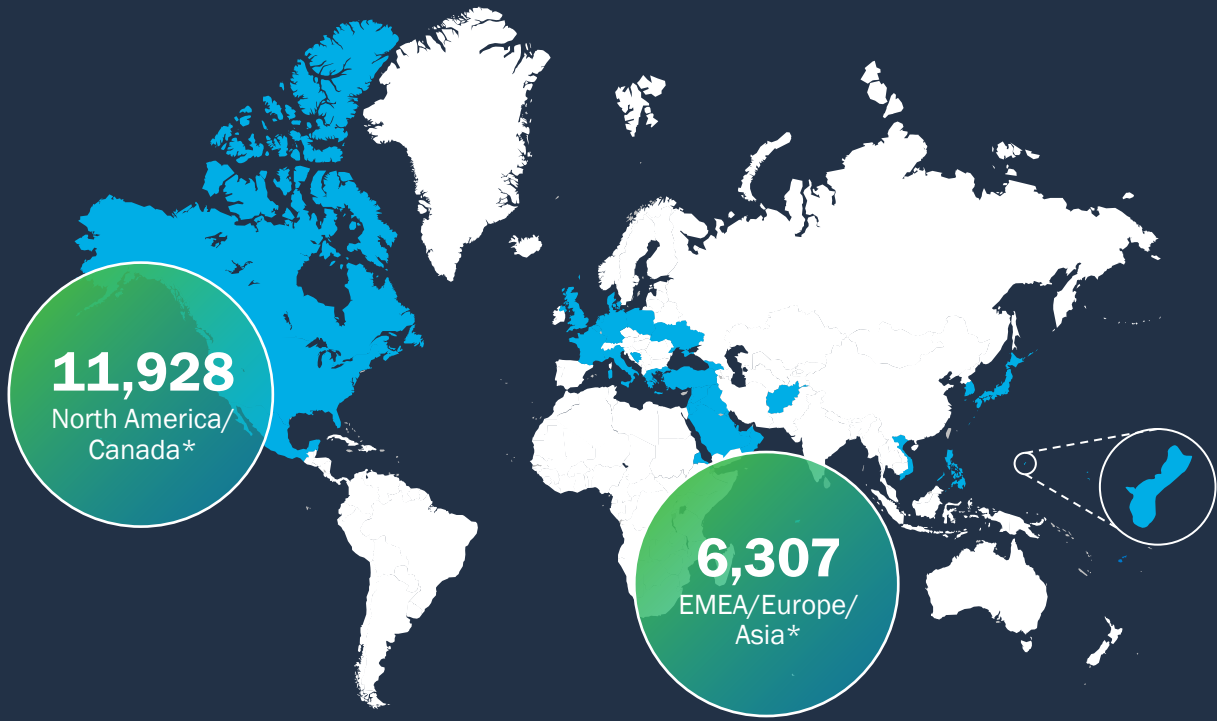 11,928
North America/
Canada*
6,307
EMEA/Europe/
Asia*